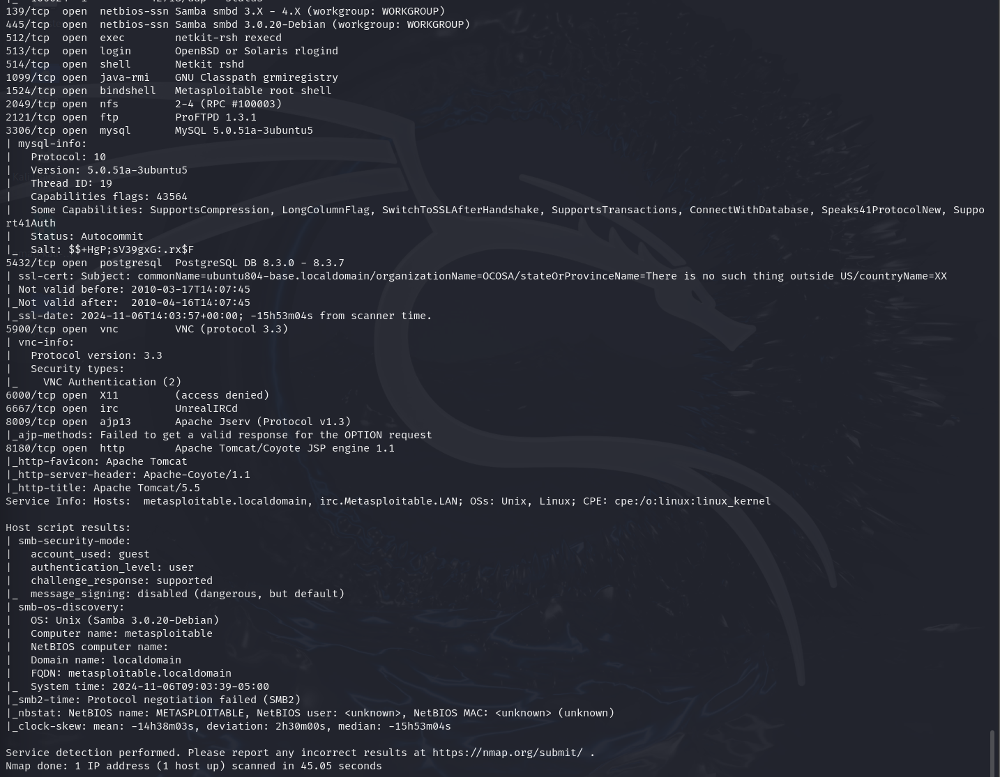 139/tcp  open  netbios-ssn Samba smbd 3.X - 4.X (workgroup: WORKGROUP)
445/tcp  open  netbios-ssn Samba smbd 3.0.20-Debian (workgroup: WORKGROUP)
512/tcp  open  exec        netkit-rsh rexecd
513/tcp  open  login       OpenBSD or Solaris rlogind
514/tcp  open  shell       Netkit rshd
1099/tcp open  java-rmi    GNU Classpath grmiregistry
1524/tcp open  bindshell   Metasploitable root shell
2049/tcp open  nfs         2-4 (RPC #100003)
2121/tcp open  ftp         ProFTPD 1.3.1
3306/tcp open  mysql       MySQL 5.0.51a-3ubuntu5
| mysql-info:
|   Protocol: 10
|   Version: 5.0.51a-3ubuntu5
|   Thread ID: 19
|   Capabilities flags: 43564
|   Some Capabilities: SupportsCompression, LongColumnFlag, SwitchToSSLAfterHandshake, SupportsTransactions, ConnectWithDatabase, Speaks41ProtocolNew, Suppo
rt41Auth
|   Status: Autocommit
|_  Salt: $$+HgP;sV39gxG:.rx$F
5432/tcp open  postgresql  PostgreSQL DB 8.3.0 - 8.3.7
| ssl-cert: Subject: commonName=ubuntu804-base.localdomain/organizationName=OCOSA/stateOrProvinceName=There is no such thing outside US/countryName=XX
| Not valid before: 2010-03-17T14:07:45
|_Not valid after:  2010-04-16T14:07:45
|_ssl-date: 2024-11-06T14:03:57+00:00; -15h53m04s from scanner time.
5900/tcp open  vnc         VNC (protocol 3.3)
| vnc-info:
|   Protocol version: 3.3
|   Security types:
|_    VNC Authentication (2)
6000/tcp open  X11         (access denied)
6667/tcp open  irc         UnrealIRCd
8009/tcp open  ajp13       Apache Jserv (Protocol v1.3)
|_ajp-methods: Failed to get a valid response for the OPTION request
8180/tcp open  http        Apache Tomcat/Coyote JSP engine 1.1
|_http-favicon: Apache Tomcat
|_http-server-header: Apache-Coyote/1.1
|_http-title: Apache Tomcat/5.5
Service Info: Hosts:  metasploitable.localdomain, irc.Metasploitable.LAN; OSs: Unix, Linux; CPE: cpe:/o:linux:linux_kernel

Host script results:
| smb-security-mode:
|   account_used: guest
|   authentication_level: user
|   challenge_response: supported
|_  message_signing: disabled (dangerous, but default)
| smb-os-discovery:
|   OS: Unix (Samba 3.0.20-Debian)
|   Computer name: metasploitable
|   NetBIOS computer name:
|   Domain name: localdomain
|   FQDN: metasploitable.localdomain
|_  System time: 2024-11-06T09:03:39-05:00
|_smb2-time: Protocol negotiation failed (SMB2)
|_nbstat: NetBIOS name: METASPLOITABLE, NetBIOS user: <unknown>, NetBIOS MAC: <unknown> (unknown)
|_clock-skew: mean: -14h38m03s, deviation: 2h30m00s, median: -15h53m04s

Service detection performed. Please report any incorrect results at https://nmap.org/submit/ .
Nmap done: 1 IP address (1 host up) scanned in 45.05 seconds